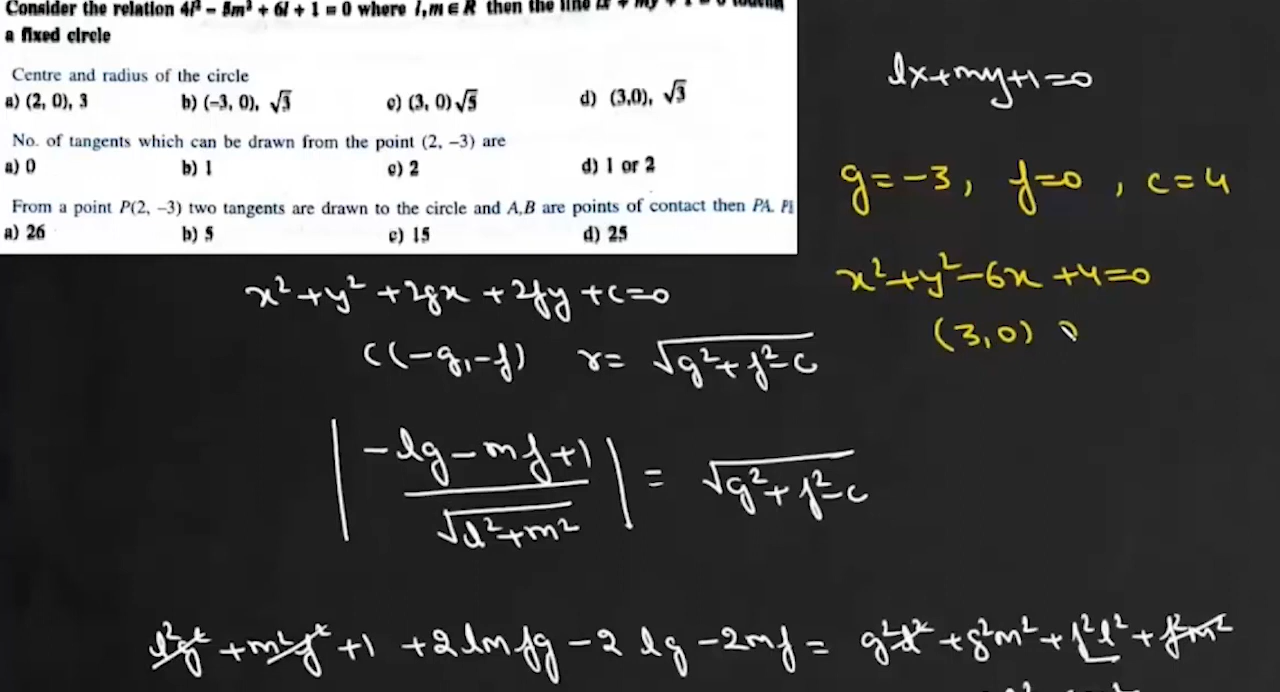 Consider the relation 4l² - 5m² + 6l + 1 = 0 where l, m ∈ R then the line lx + my + 1 = 0
a fixed circle
Centre and radius of the circle
a) (2, 0), 3 b) (-3, 0), √3 c) (3, 0) √5 d) (3,0), √3
No. of tangents which can be drawn from the point (2, -3) are
a) 0 b) 1 c) 2 d) 1 or 2
From a point P(2, -3) two tangents are drawn to the circle and A,B are points of contact then PA.
a) 26 b) 5 c) 15 d) 25
lx+my+1=0
g=-3, f=0, c=4
x²+y²-6x+4=0
(3,0)
x²+y²+2gx+2fy+c=0
C(-g,-f) r= √g²+f²-c
| -lg-mf+1 / √l²+m² | = √g²+f²-c
l²g²+m²f²+1+2lmfg-2lg-2mf= g²l²+g²m²+f²l²+f²m²